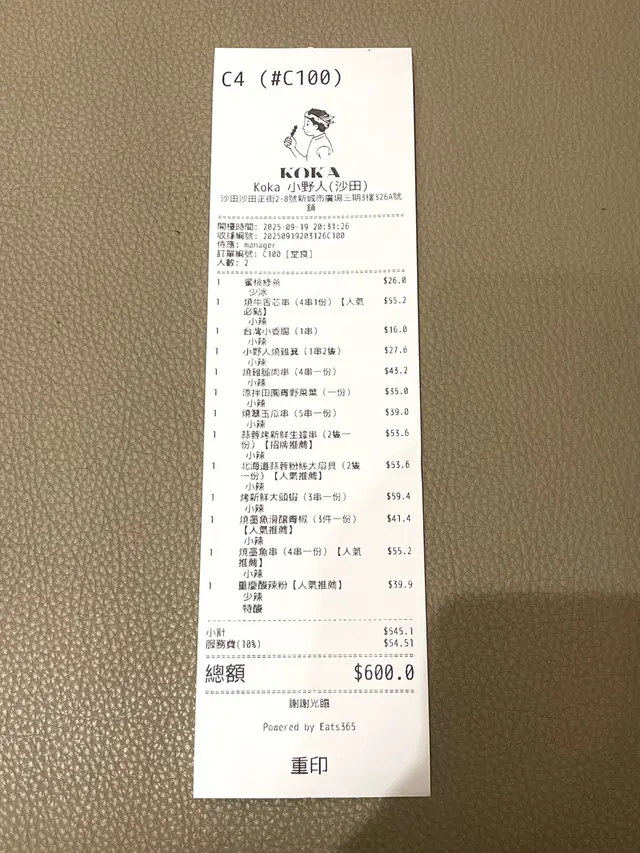 C4 (#C100)
KOKA
Koka 小野人(沙田)
沙田沙田正街2-8號新城市廣場三期3樓326A號
舖
開檯時間: 2025-09-19 20:31:26
收據編號: 20250919203126C100
侍應: manager
訂單編號: C100 [堂食]
人數: 2
1 蜜桃綠茶 $26.0
少冰
1 燒牛舌芯串（4串1份）【人氣 $55.2
必點】
小辣
1 台灣小香腸（1串） $16.0
小辣
1 小野人燒雞翼（1串2隻） $27.6
小辣
1 燒雞腿肉串（4串一份） $43.2
小辣
1 涼拌田園青野菜葉（一份） $35.0
小辣
1 燒翠玉瓜串（5串一份） $39.0
小辣
1 蒜蓉烤新鮮生蠔串（2隻一 $53.6
份）【招牌推薦】
小辣
1 北海道蒜蓉粉絲大扇貝（2隻 $53.6
一份）【人氣推薦】
小辣
1 烤新鮮大頭蝦（3串一份） $59.4
小辣
1 燒墨魚滑釀青椒（3件一份） $41.4
【人氣推薦】
小辣
1 燒墨魚串（4串一份）【人氣 $55.2
推薦】
小辣
1 重慶酸辣粉【人氣推薦】 $39.9
少辣
特酸
小計 $545.1
服務費(10%) $54.51
總額 $600.0
謝謝光臨
Powered by Eats365
重印